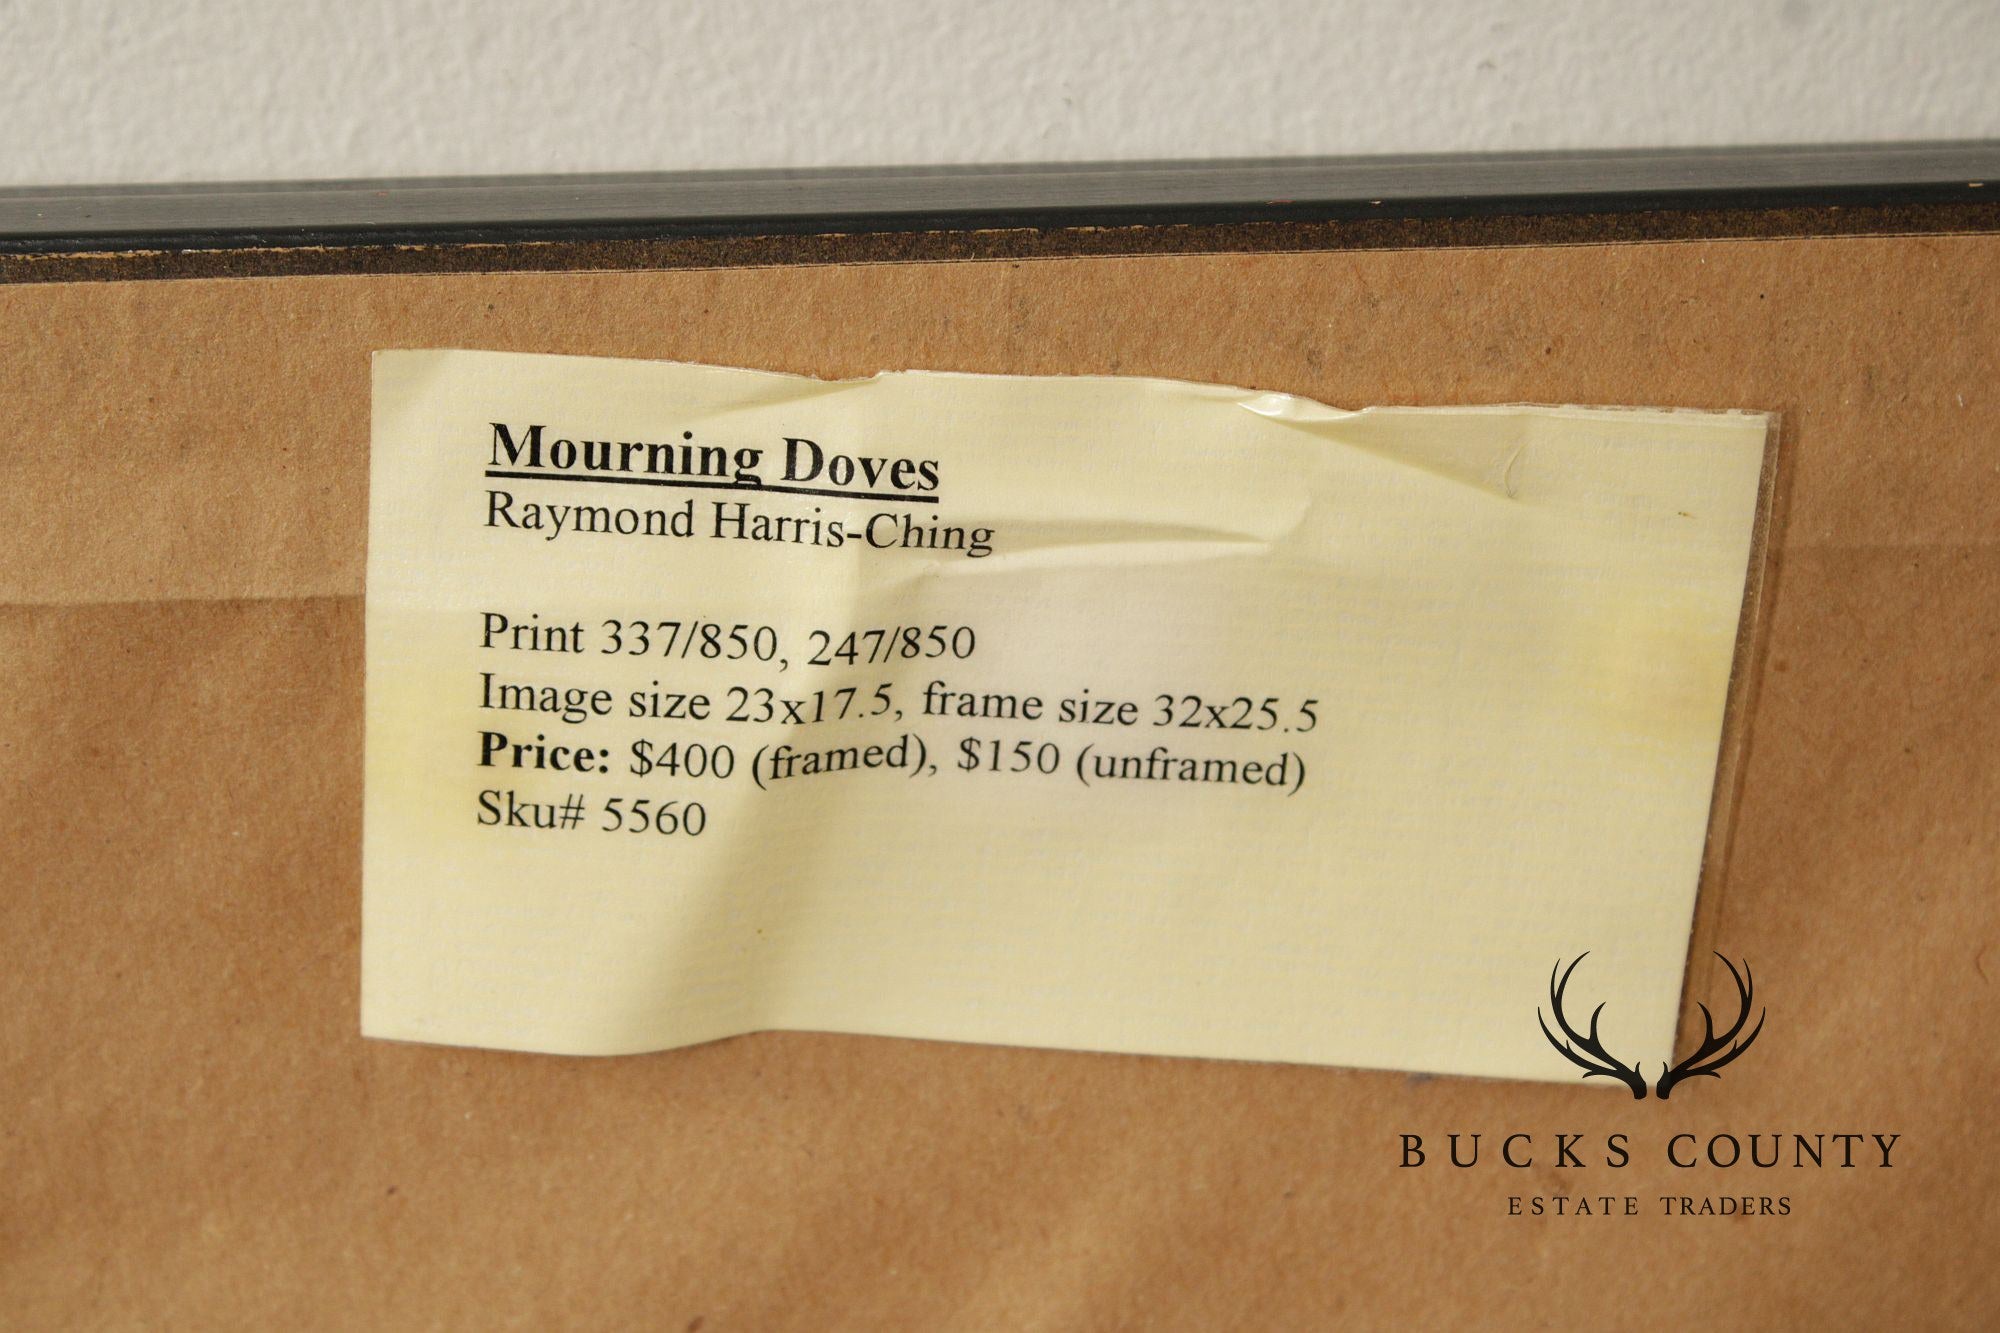 Mourning Doves
Raymond Harris-Ching
Print 337/850, 247/850
Image size 23x17.5, frame size 32x25.5
Price: $400 (framed), $150 (unframed)
Sku# 5560
BUCKS COUNTY
ESTATE TRADERS